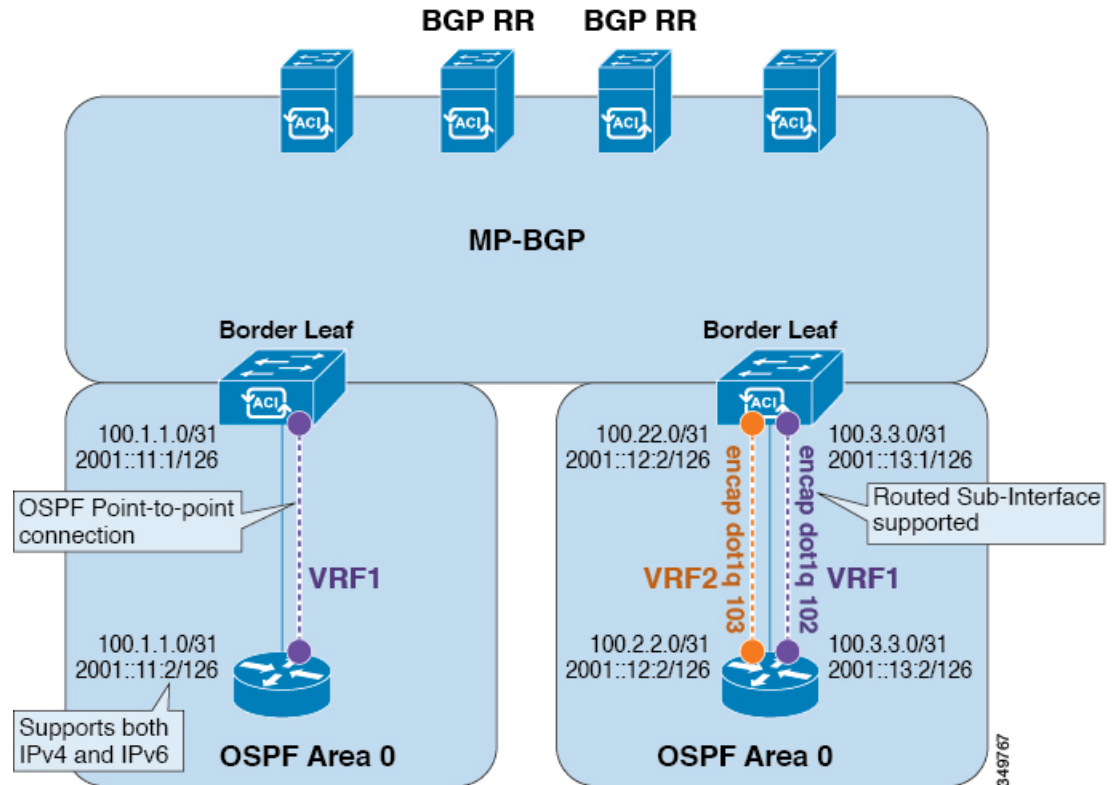 BGP RR
BGP RR
ACI
ACI
ACI
ACI
MP-BGP
Border Leaf
Border Leaf
ACI
ACI
100.1.1.0/31
2001::11:1/126
OSPF Point-to-point
connection
VRF1
100.1.1.0/31
2001::11:2/126
Supports both
IPv4 and IPv6
OSPF Area 0
100.22.0/31
2001::12:2/126
100.3.3.0/31
2001::13:1/126
Routed Sub-Interface
supported
VRF2
encap dot1q 103
encap dot1q 102
VRF1
100.2.2.0/31
2001::12:2/126
100.3.3.0/31
2001::13:2/126
OSPF Area 0
349767